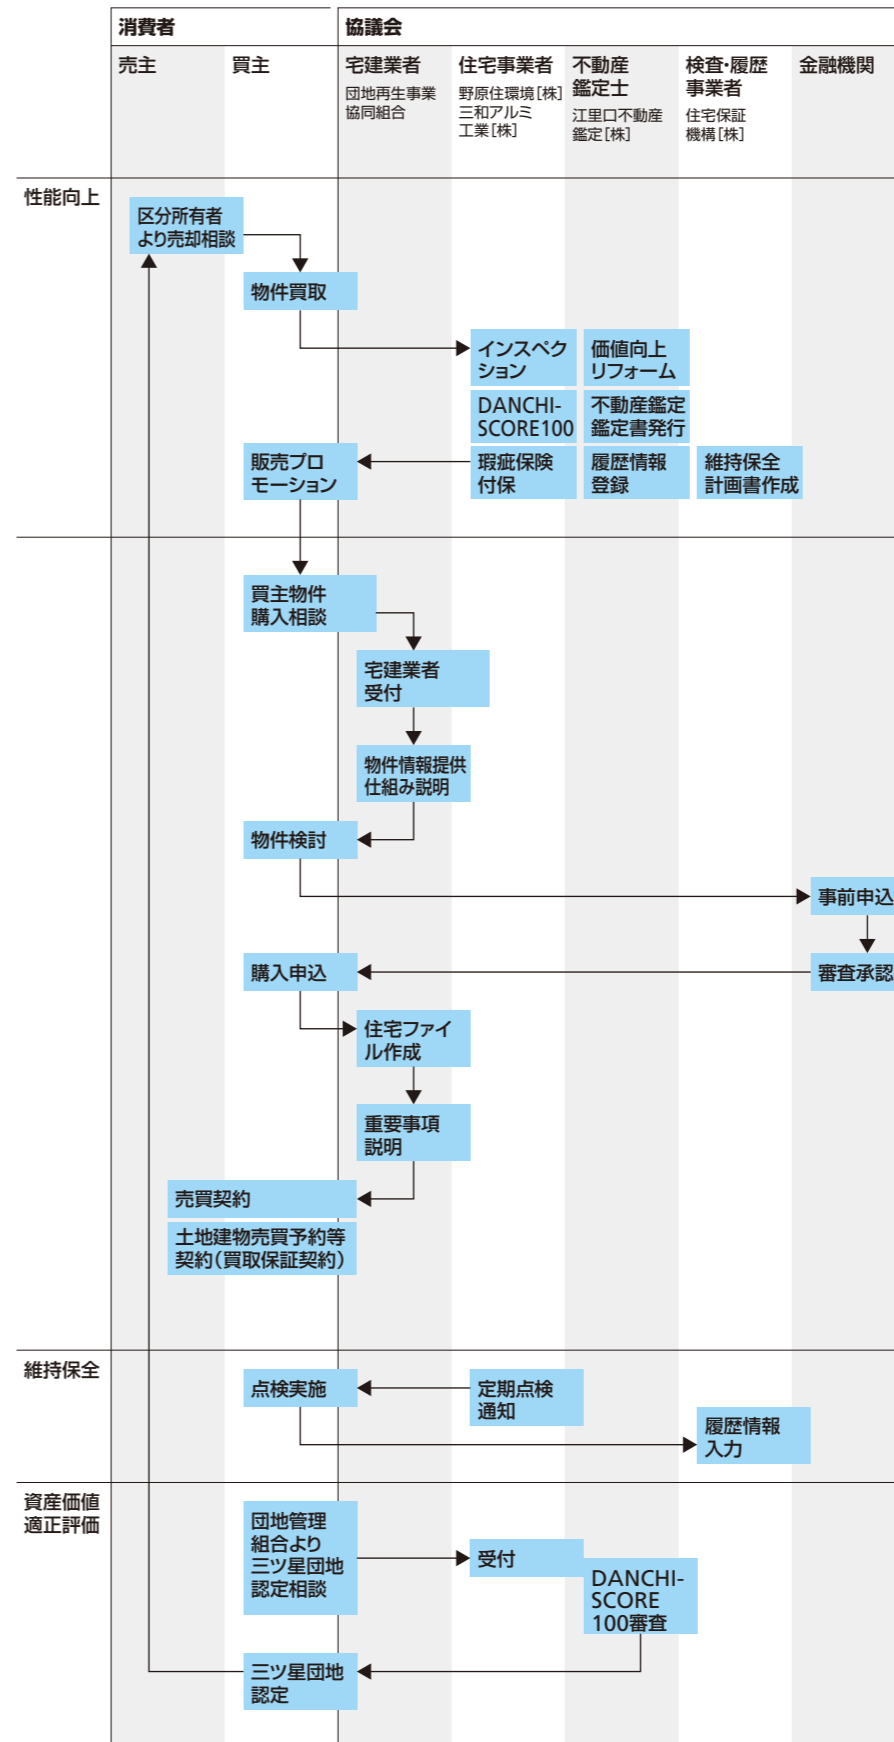 消費者
協議会
売主
買主
宅建業者
団地再生事業
協同組合
住宅事業者
野原住環境[株]
三和アルミ
工業[株]
不動産
鑑定士
江里口不動産
鑑定[株]
検査・履歴
事業者
住宅保証
機構[株]
金融機関
性能向上
区分所有者
より売却相談
物件買取
インスペク
ション
価値向上
リフォーム
DANCHI-
SCORE100
不動産鑑定
鑑定書発行
販売プロ
モーション
瑕疵保険
付保
履歴情報
登録
維持保全
計画書作成
買主物件
購入相談
宅建業者
受付
物件情報提供
仕組み説明
物件検討
事前申込
購入申込
審査承認
住宅ファイ
ル作成
重要事項
説明
売買契約
土地建物売買予約等
契約(買取保証契約)
維持保全
点検実施
定期点検
通知
履歴情報
入力
資産価値
適正評価
団地管理
組合より
三ツ星団地
認定相談
受付
DANCHI-
SCORE
100審査
三ツ星団地
認定